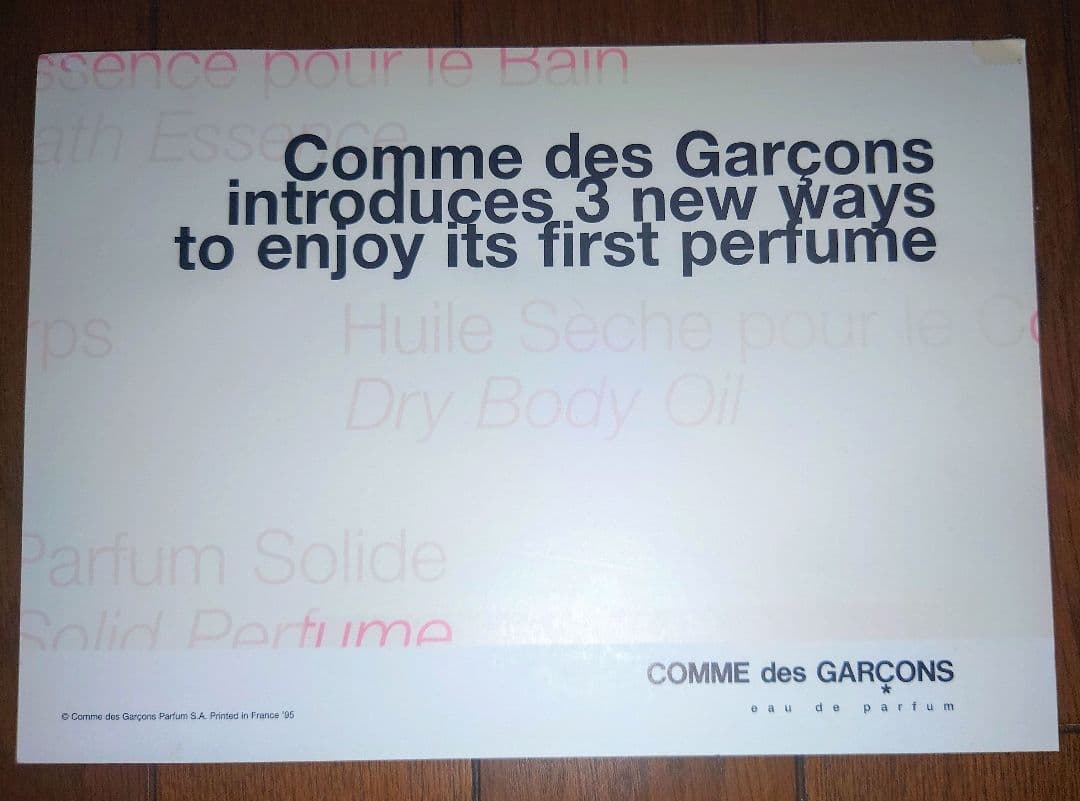 ssence pour le Bain
ath Essence
Comme des Garçons
introduces 3 new ways
to enjoy its first perfume
rps
Huile Sèche pour le Co
Dry Body Oil
Parfum Solide
Solid Perfume
COMME des GARÇONS
*
eau de parfum
© Comme des Garçons Parfum S.A. Printed in France '95